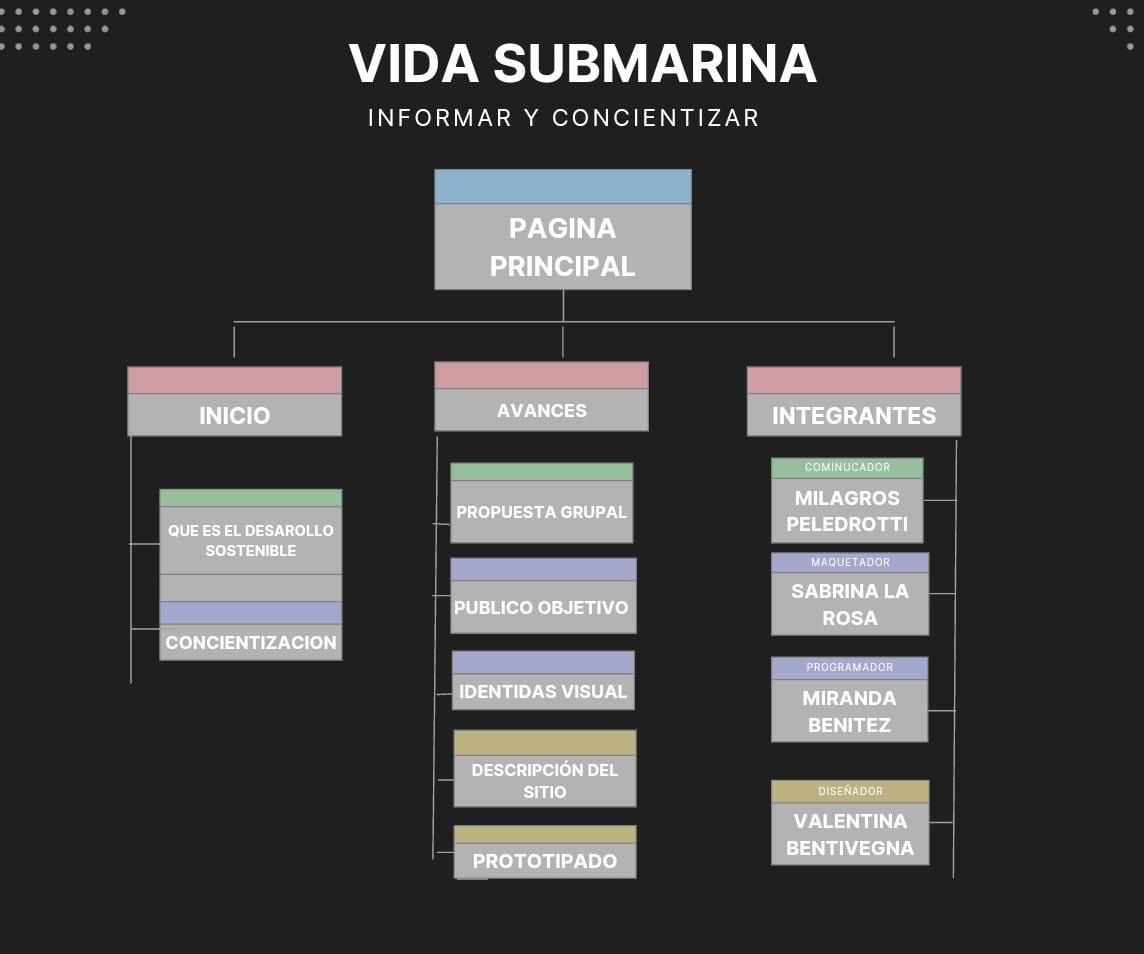 VIDA SUBMARINA
INFORMAR Y CONCIENTIZAR
PAGINA
PRINCIPAL
INICIO
QUE ES EL DESAROLLO
SOSTENIBLE
CONCIENTIZACION
AVANCES
PROPUESTA GRUPAL
PUBLICO OBJETIVO
IDENTIDAS VISUAL
DESCRIPCIÓN DEL
SITIO
PROTOTIPADO
INTEGRANTES
COMINUCADOR
MILAGROS
PELEDROTTI
MAQUETADOR
SABRINA LA
ROSA
PROGRAMADOR
MIRANDA
BENITEZ
DISEÑADOR
VALENTINA
BENTIVEGNA